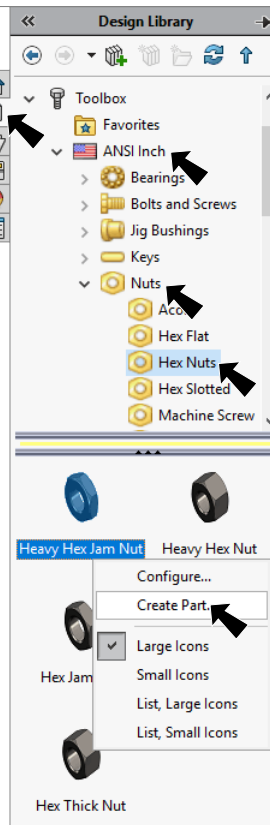 Design Library
Toolbox
Favorites
ANSI Inch
Bearings
Bolts and Screws
Jig Bushings
Keys
Nuts
Hex Flat
Hex Nuts
Hex Slotted
Machine Screw
Heavy Hex Jam Nut Heavy Hex Nut
Configure...
Create Part...
Large Icons
Hex Jam
Small Icons
List, Large Icons
List, Small Icons
Hex Thick Nut